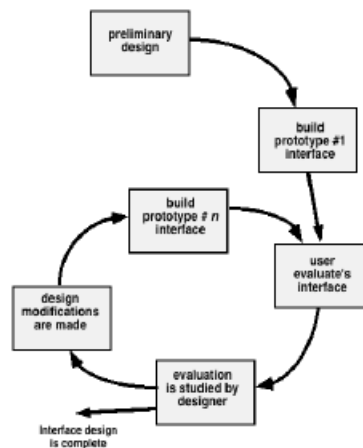 preliminary
design
build
prototype #1
interface
build
prototype # n
interface
user
evaluate's
interface
design
modifications
are made
evaluation
is studied by
designer
Interface design
is complete